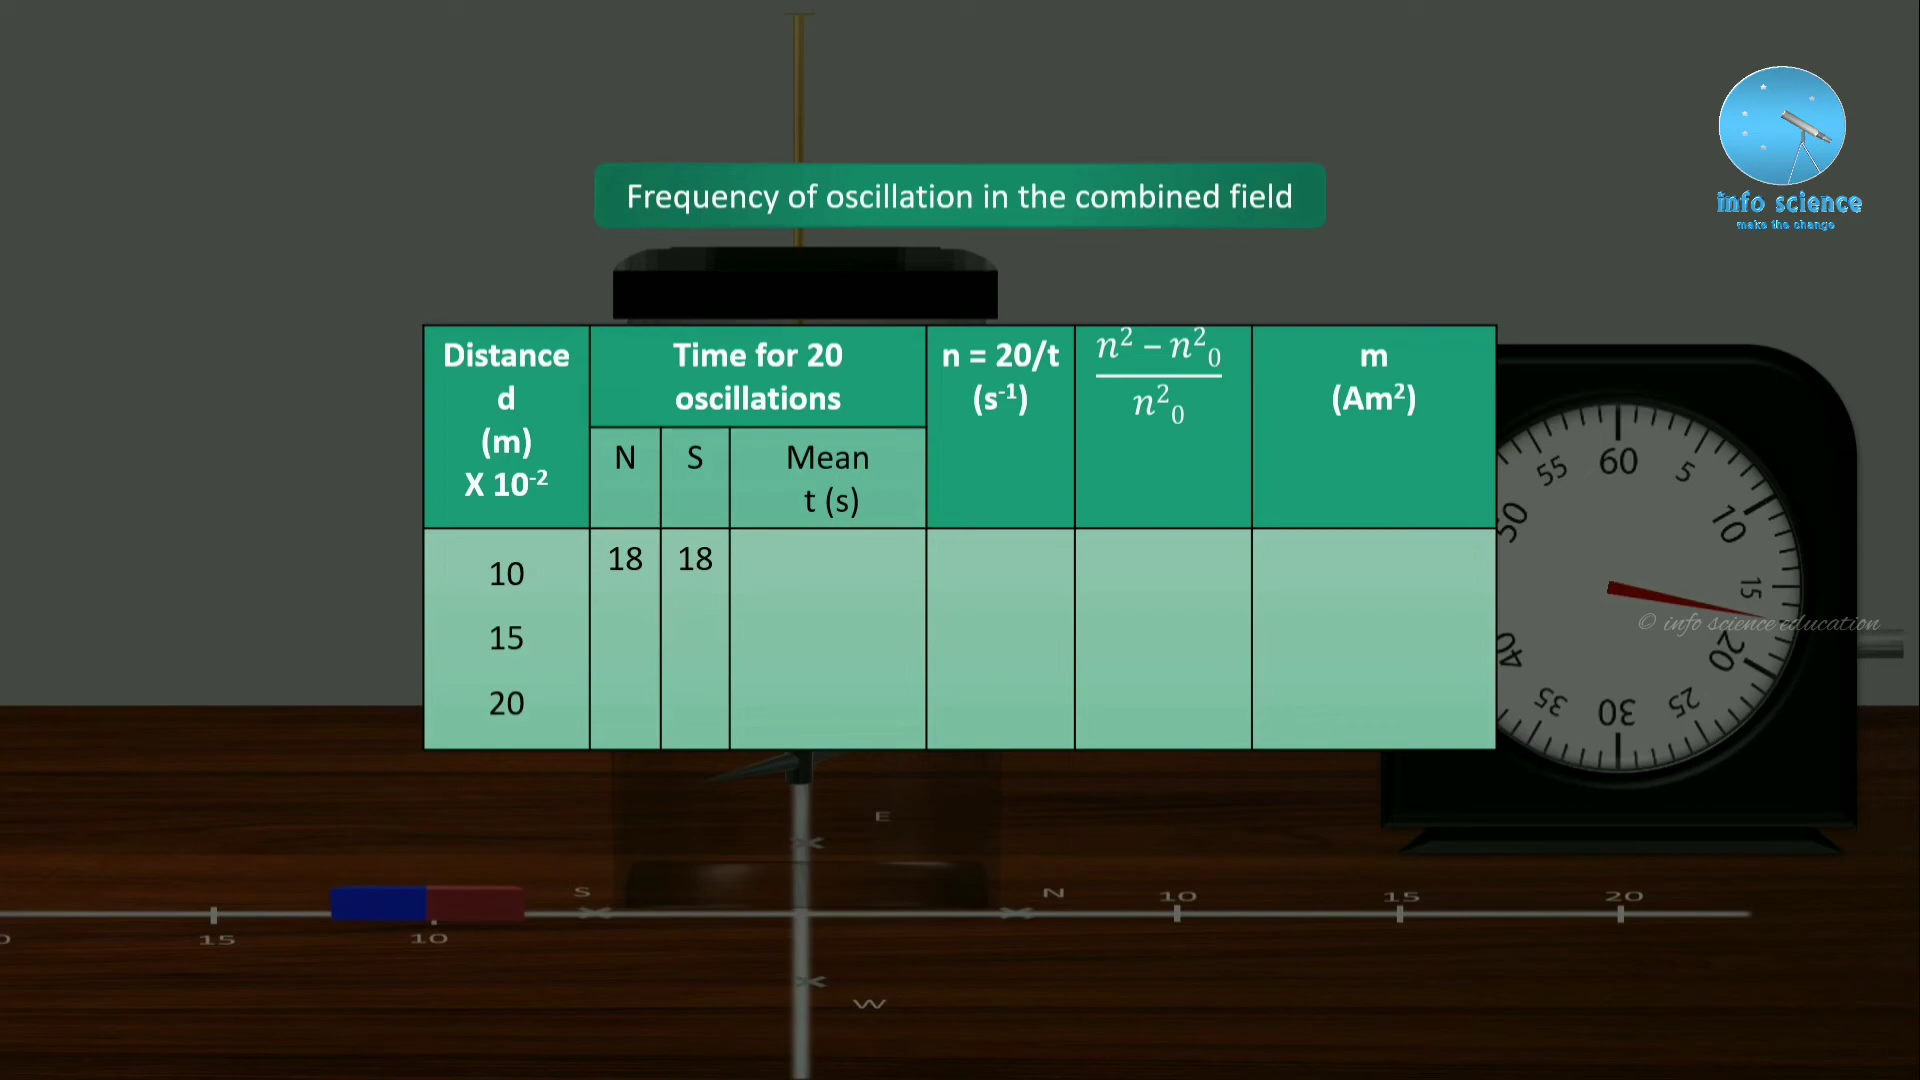 info science
make the change
Frequency of oscillation in the combined field
Distance
d
(m)
X 10⁻²
Time for 20
oscillations
N
S
Mean
t (s)
n = 20/t
(s⁻¹)
n² – n²₀
n²₀
m
(Am²)
10
18
18
15
20
60
5
10
15
20
25
30
35
40
50
55
© info science education
E
S
N
10
15
20
15
10
W